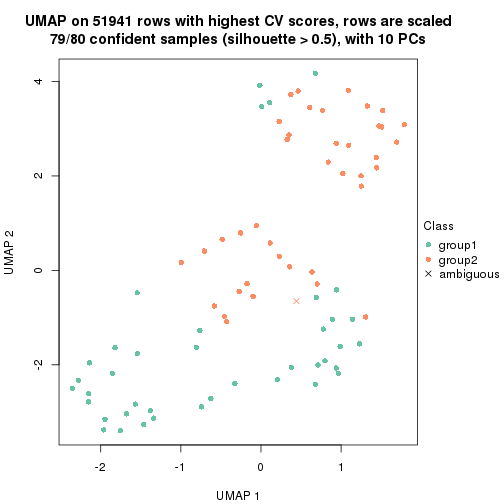 UMAP on 51941 rows with highest CV scores, rows are scaled
79/80 confident samples (silhouette > 0.5), with 10 PCs
4
2
0
-2
-2
-1
0
1
UMAP 1
UMAP 2
Class
group1
group2
ambiguous